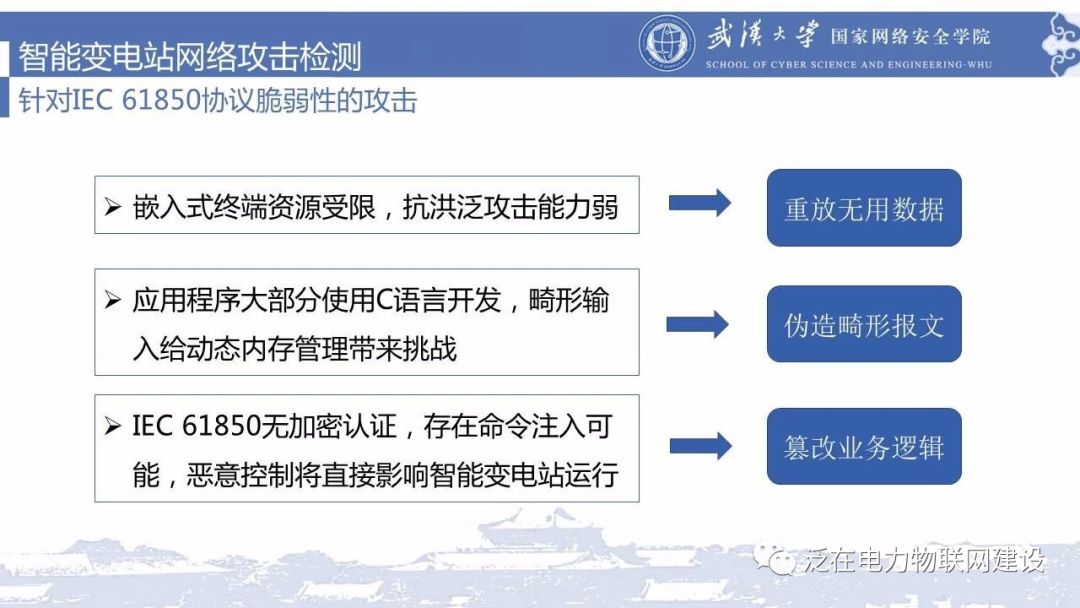 智能变电站网络攻击检测
武汉大学 国家网络安全学院
SCHOOL OF CYBER SCIENCE AND ENGINEERING·WHU
针对IEC 61850协议脆弱性的攻击
➢ 嵌入式终端资源受限，抗洪泛攻击能力弱
重放无用数据
➢ 应用程序大部分使用C语言开发，畸形输
入给动态内存管理带来挑战
伪造畸形报文
➢ IEC 61850无加密认证，存在命令注入可
能，恶意控制将直接影响智能变电站运行
篡改业务逻辑
泛在电力物联网建设